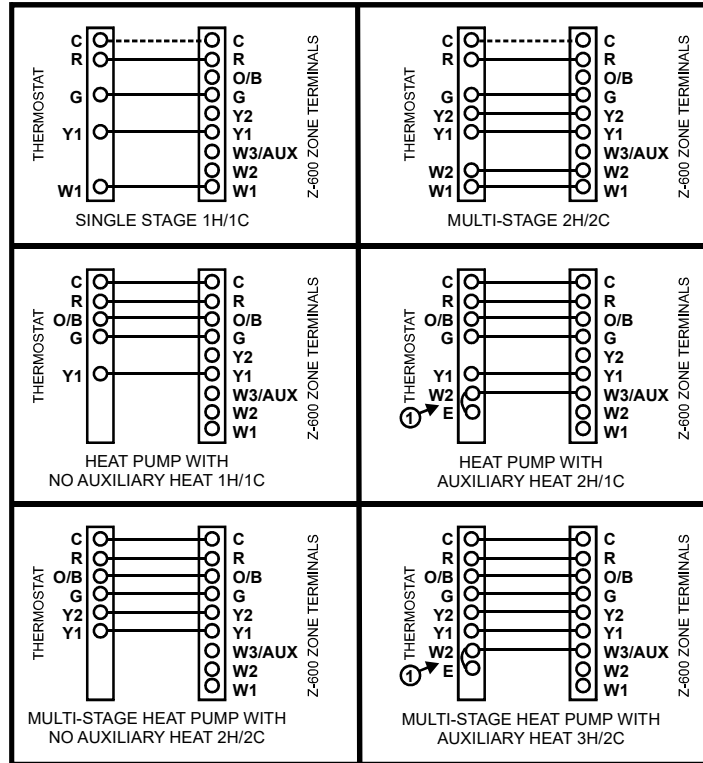 THERMOSTAT
C
R
G
Y1
W1
C
R
O/B
G
Y2
Y1
W3/AUX
W2
W1
Z-600 ZONE TERMINALS
SINGLE STAGE 1H/1C
THERMOSTAT
C
R
G
Y2
Y1
W2
W1
C
R
O/B
G
Y2
Y1
W3/AUX
W2
W1
Z-600 ZONE TERMINALS
MULTI-STAGE 2H/2C
THERMOSTAT
C
R
O/B
G
Y1
C
R
O/B
G
Y2
Y1
W3/AUX
W2
W1
Z-600 ZONE TERMINALS
HEAT PUMP WITH
NO AUXILIARY HEAT 1H/1C
THERMOSTAT
C
R
O/B
G
Y1
W2
E
1
C
R
O/B
G
Y2
Y1
W3/AUX
W2
W1
Z-600 ZONE TERMINALS
HEAT PUMP WITH
AUXILIARY HEAT 2H/1C
THERMOSTAT
C
R
O/B
G
Y2
Y1
C
R
O/B
G
Y2
Y1
W3/AUX
W2
W1
Z-600 ZONE TERMINALS
MULTI-STAGE HEAT PUMP WITH
NO AUXILIARY HEAT 2H/2C
THERMOSTAT
C
R
O/B
G
Y2
Y1
W2
E
1
C
R
O/B
G
Y2
Y1
W3/AUX
W2
W1
Z-600 ZONE TERMINALS
MULTI-STAGE HEAT PUMP WITH
AUXILIARY HEAT 3H/2C